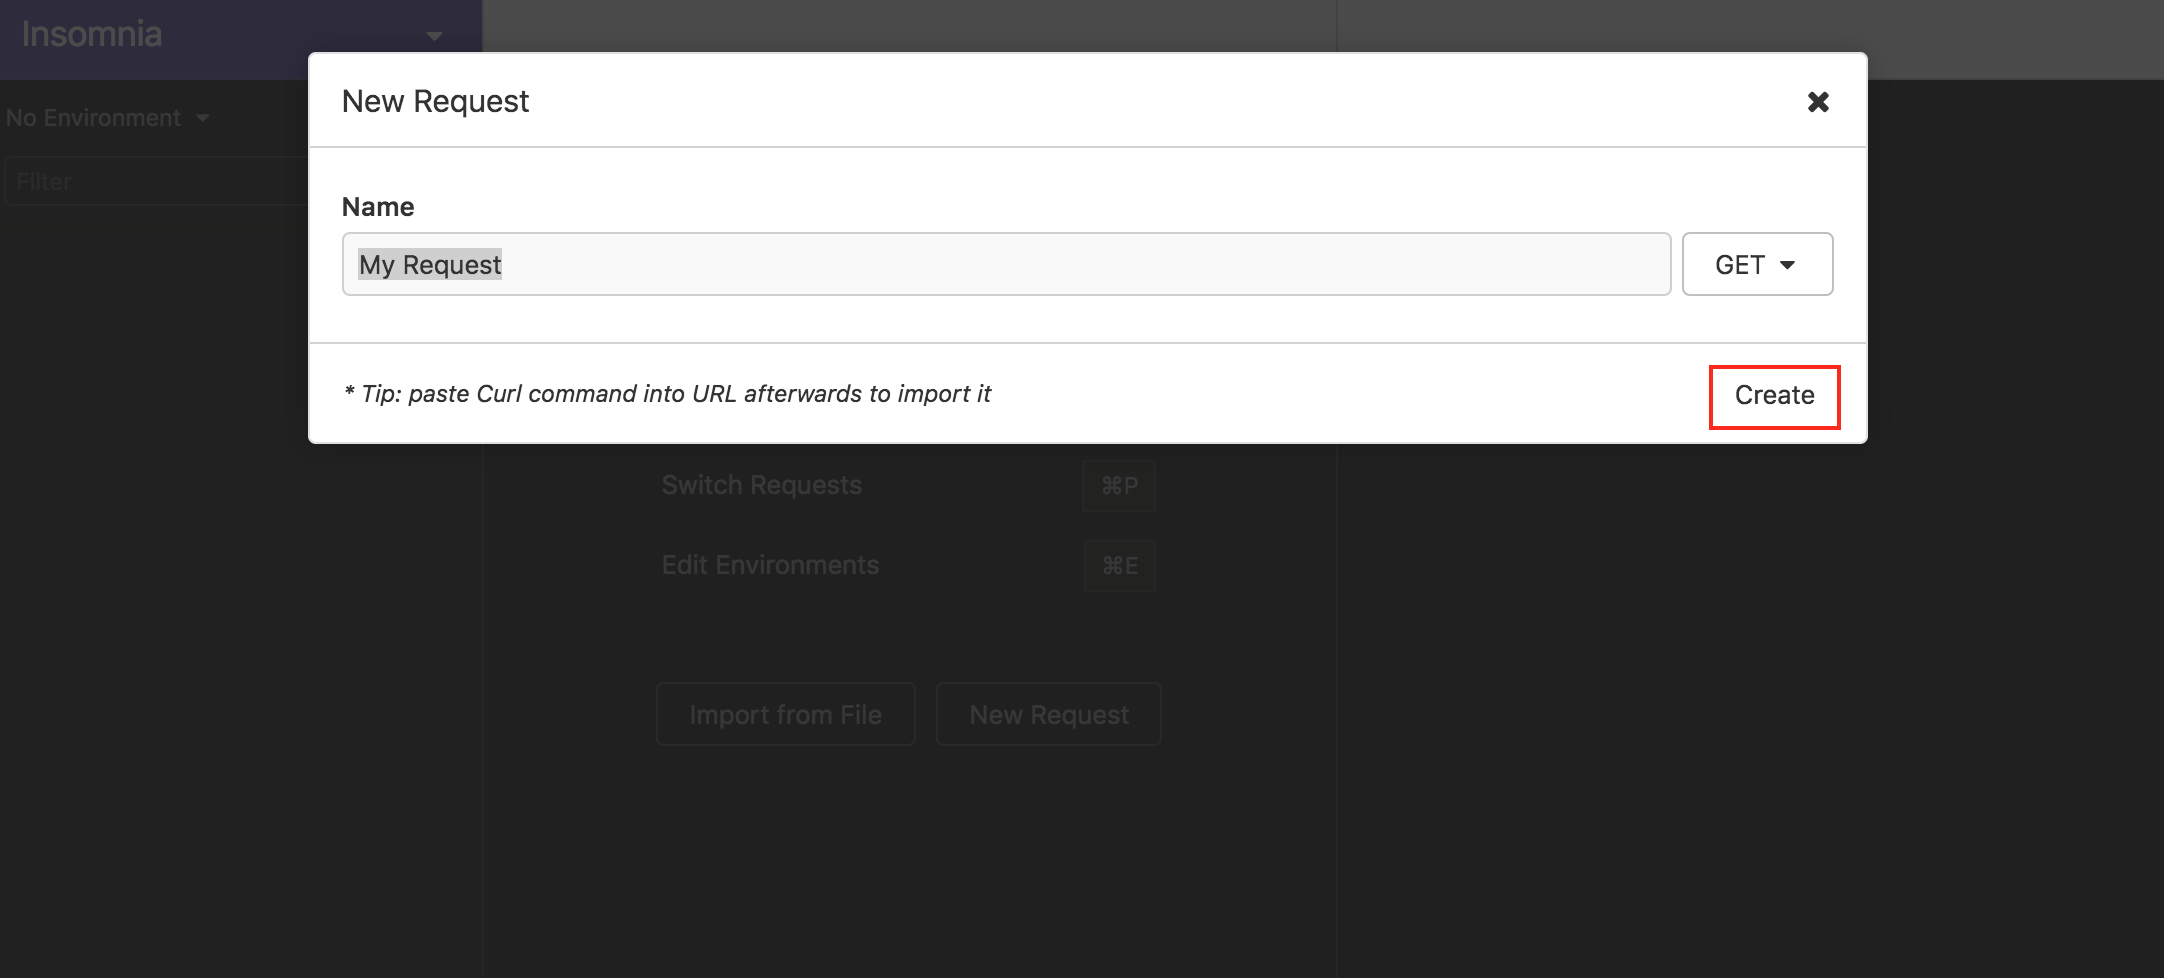 Insomnia
No Environment
Filter
New Request
Name
My Request
GET
* Tip: paste Curl command into URL afterwards to import it
Create
Switch Requests ⌘P
Edit Environments ⌘E
Import from File
New Request